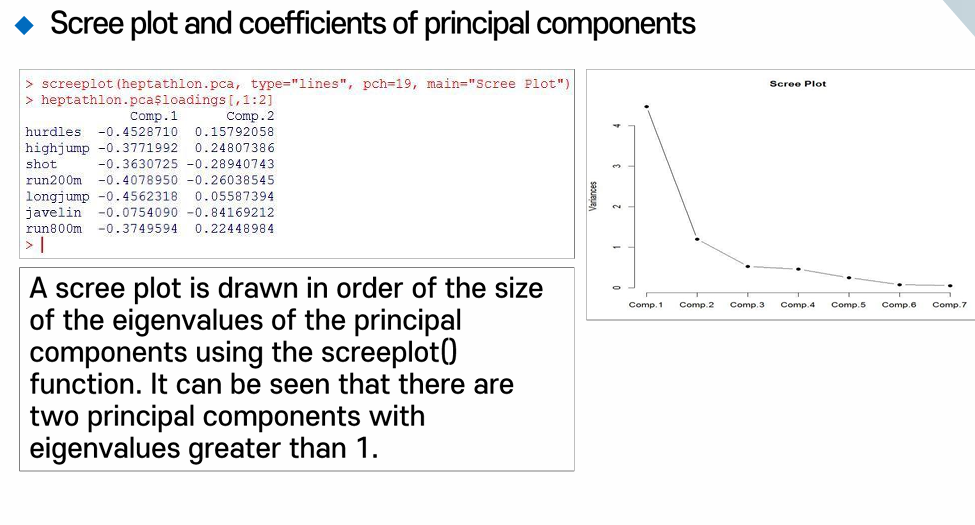 Scree plot and coefficients of principal components
> screeplot(heptathlon.pca, type="lines", pch=19, main="Scree Plot")
> heptathlon.pca$loadings[,1:2]
Comp.1 Comp.2
hurdles -0.4528710 0.15792058
highjump -0.3771992 0.24807386
shot -0.3630725 -0.28940743
run200m -0.4078950 -0.26038545
longjump -0.4562318 0.05587394
javelin -0.0754090 -0.84169212
run800m -0.3749594 0.22448984
>
A scree plot is drawn in order of the size
of the eigenvalues of the principal
components using the screeplot()
function. It can be seen that there are
two principal components with
eigenvalues greater than 1.
Scree Plot
Variances
4
3
2
1
0
Comp.1 Comp.2 Comp.3 Comp.4 Comp.5 Comp.6 Comp.7